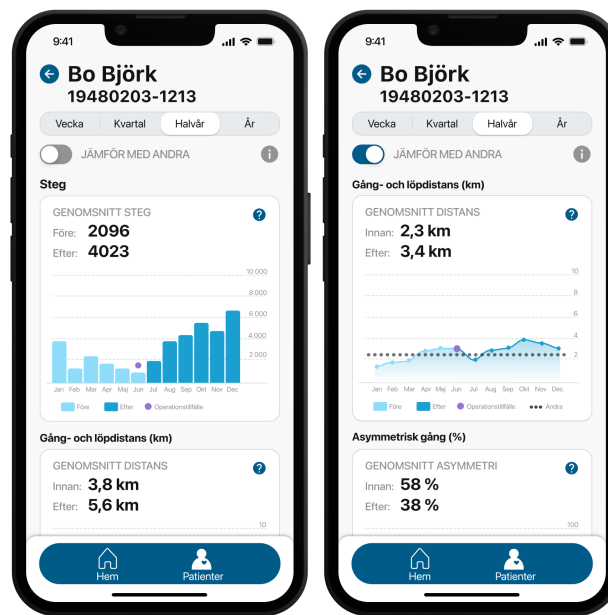 9:41
Bo Björk
19480203-1213
Vecka Kvartal Halvår År
JÄMFÖR MED ANDRA i
Steg
GENOMSNITT STEG ?
Före: 2096
Efter: 4023
10 000
8 000
6 000
4 000
2 000
Jan Feb Mar Apr Maj Jun Jul Aug Sep Okt Nov Dec
Före Efter Operationstillfälle
Gång- och löpdistans (km)
GENOMSNITT DISTANS ?
Innan: 3,8 km
Efter: 5,6 km
10
Hem Patienter
9:41
Bo Björk
19480203-1213
Vecka Kvartal Halvår År
JÄMFÖR MED ANDRA i
Gång- och löpdistans (km)
GENOMSNITT DISTANS ?
Innan: 2,3 km
Efter: 3,4 km
10
8
6
4
2
Jan Feb Mar Apr Maj Jun Jul Aug Sep Okt Nov Dec
Före Efter Operationstillfälle Andra
Asymmetrisk gång (%)
GENOMSNITT ASYMMETRI ?
Innan: 58 %
Efter: 38 %
100
Hem Patienter